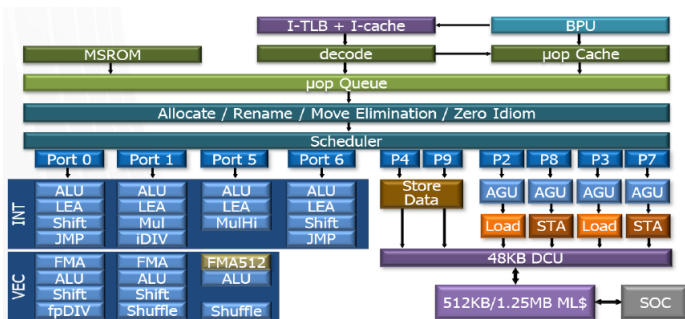 I-TLB + I-cache
BPU
MSROM
decode
µop Cache
µop Queue
Allocate / Rename / Move Elimination / Zero Idiom
Scheduler
Port 0
Port 1
Port 5
Port 6
P4
P9
P2
P8
P3
P7
INT
ALU
LEA
Shift
JMP
ALU
LEA
Mul
iDIV
ALU
LEA
MulHi
ALU
LEA
Shift
JMP
Store
Data
AGU
AGU
AGU
AGU
Load
STA
Load
STA
VEC
FMA
ALU
Shift
fpDIV
FMA
ALU
Shift
Shuffle
FMA512
ALU
Shuffle
48KB DCU
512KB/1.25MB ML$
SOC